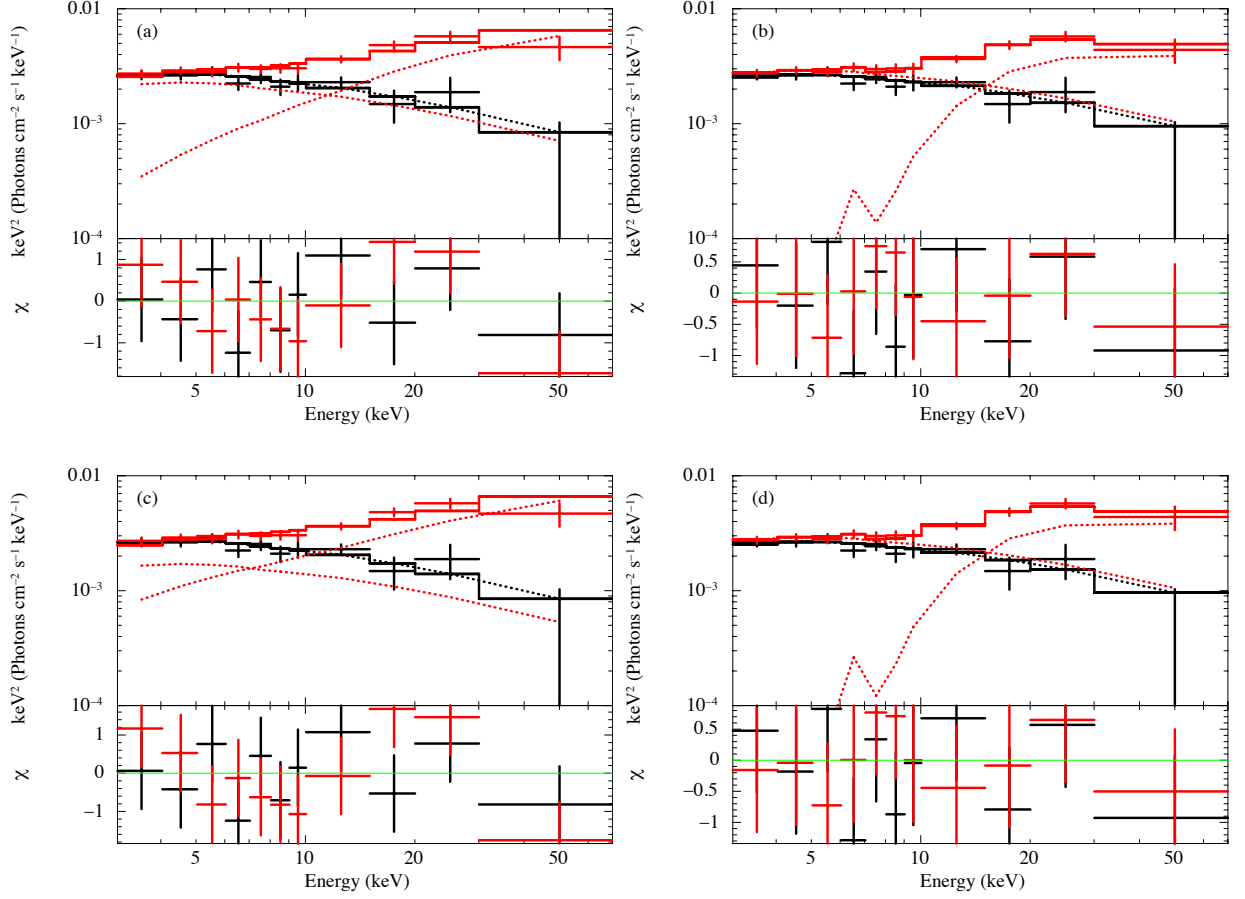 0.01
(a)
keV² (Photons cm⁻² s⁻¹ keV⁻¹)
10⁻³
10⁻⁴
1
0
−1
χ
5 10 20 50
Energy (keV)
0.01
(b)
keV² (Photons cm⁻² s⁻¹ keV⁻¹)
10⁻³
10⁻⁴
0.5
0
−0.5
−1
χ
5 10 20 50
Energy (keV)
0.01
(c)
keV² (Photons cm⁻² s⁻¹ keV⁻¹)
10⁻³
10⁻⁴
1
0
−1
χ
5 10 20 50
Energy (keV)
0.01
(d)
keV² (Photons cm⁻² s⁻¹ keV⁻¹)
10⁻³
10⁻⁴
0.5
0
−0.5
−1
χ
5 10 20 50
Energy (keV)